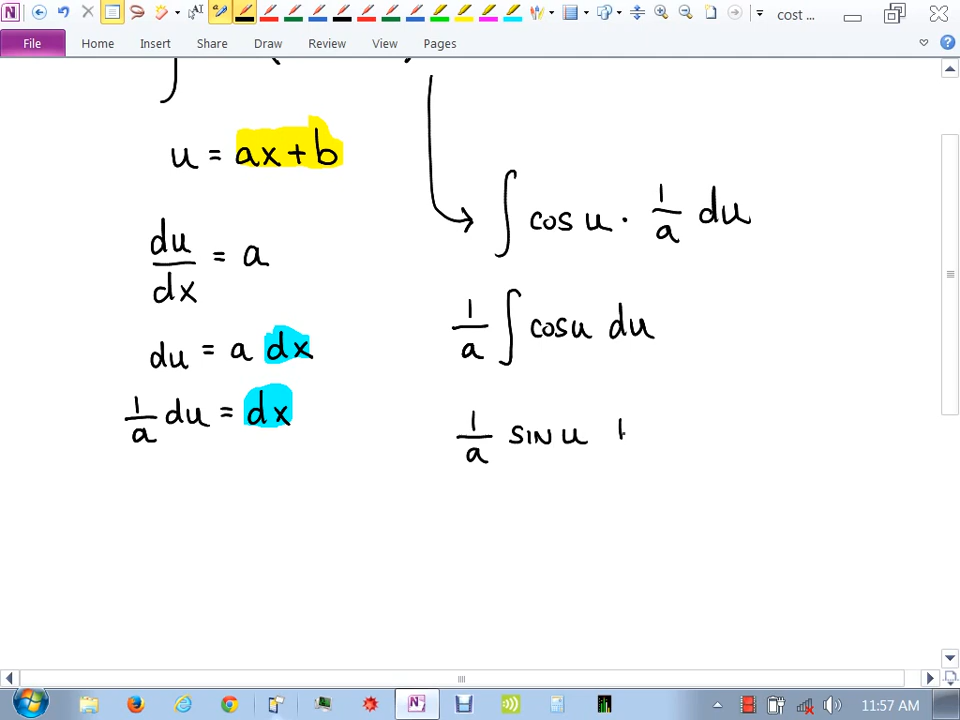 cost ...
File Home Insert Share Draw Review View Pages
u = ax + b
du/dx = a
du = a dx
1/a du = dx
∫ cos u · 1/a du
1/a ∫ cos u du
1/a sin u
11:57 AM